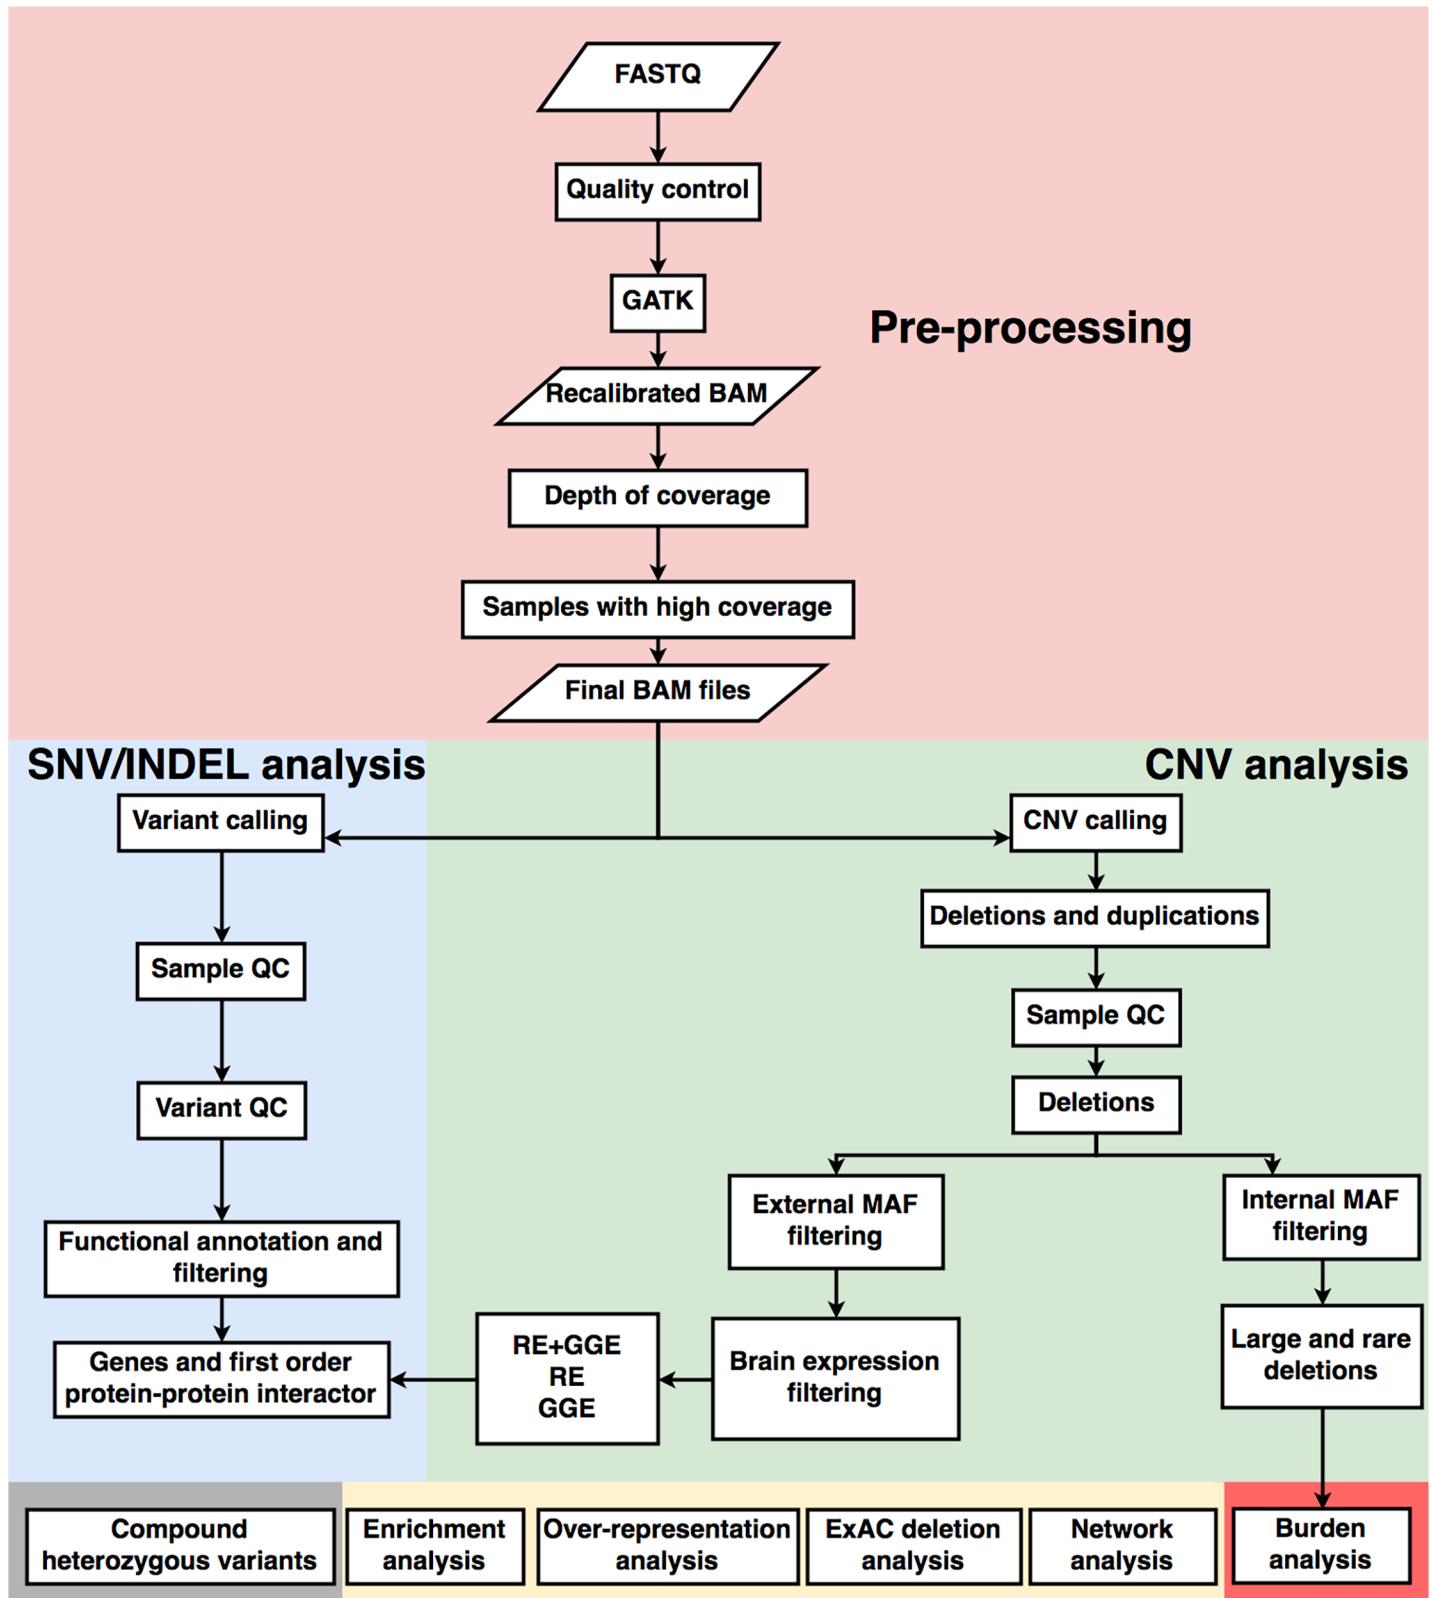 FASTQ
Quality control
GATK
Pre-processing
Recalibrated BAM
Depth of coverage
Samples with high coverage
Final BAM files
SNV/INDEL analysis
CNV analysis
Variant calling
CNV calling
Deletions and duplications
Sample QC
Sample QC
Deletions
Variant QC
External MAF
filtering
Internal MAF
filtering
Functional annotation and
filtering
Genes and first order
protein-protein interactor
RE+GGE
RE
GGE
Brain expression
filtering
Large and rare
deletions
Compound
heterozygous variants
Enrichment
analysis
Over-representation
analysis
ExAC deletion
analysis
Network
analysis
Burden
analysis